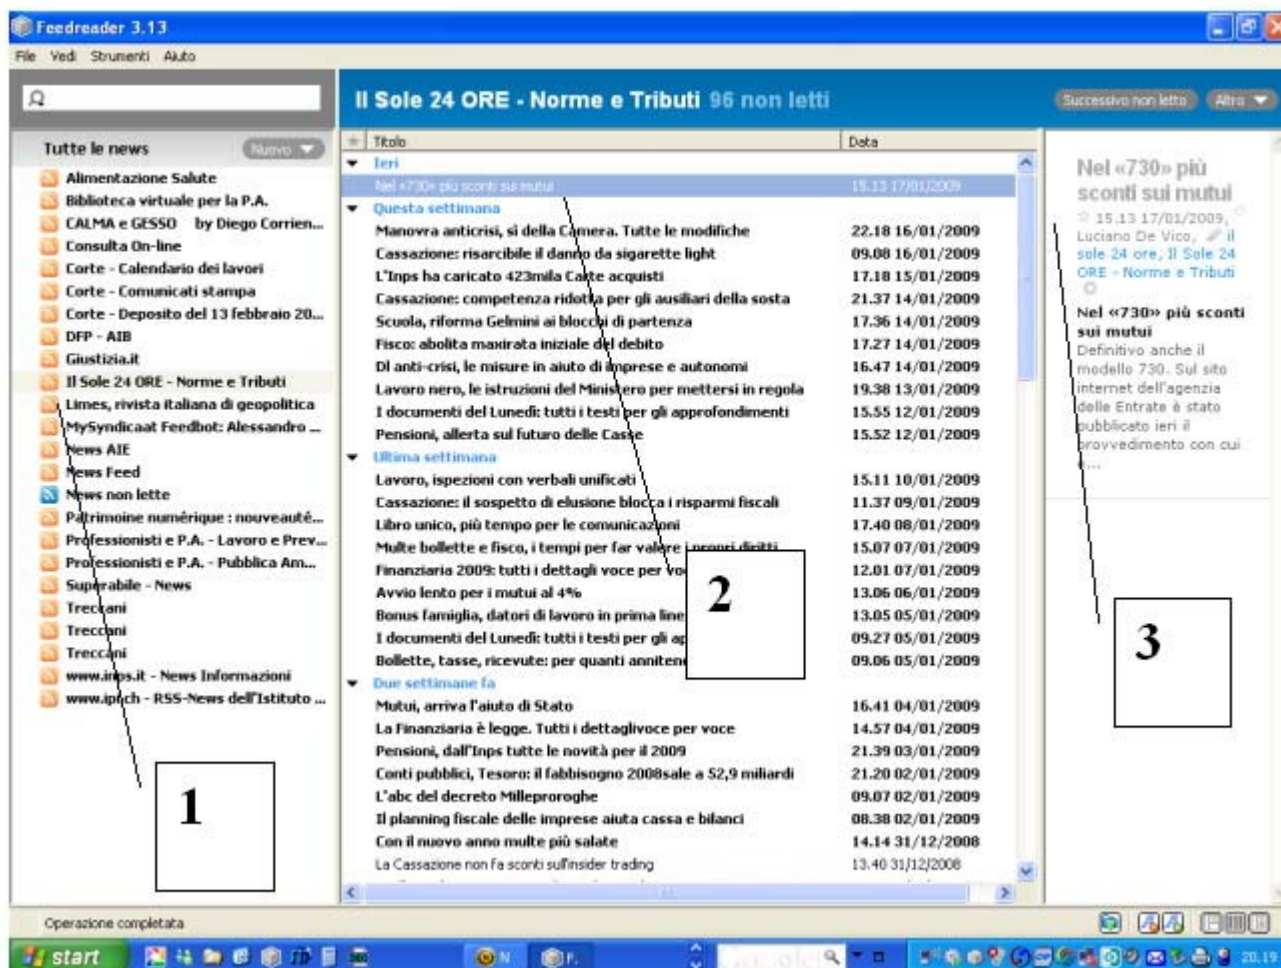 Feedreader 3.13
File Vedi Strumenti Aiuto
Il Sole 24 ORE - Norme e Tributi 96 non letti
Successivo non letto Altro
Tutte le news Nuovo
Alimentazione Salute
Biblioteca virtuale per la P.A.
CALMA e GESSO by Diego Corrien...
Consulta On-line
Corte - Calendario dei lavori
Corte - Comunicati stampa
Corte - Deposito del 13 febbraio 20...
DFP - AIB
Giustizia.it
Il Sole 24 ORE - Norme e Tributi
Limes, rivista italiana di geopolitica
MySyndicaat Feedbot: Alessandro ...
News AIE
News Feed
News non lette
Patrimoine numérique : nouveauté...
Professionisti e P.A. - Lavoro e Prev...
Professionisti e P.A. - Pubblica Am...
Superabile - News
Treccani
Treccani
Treccani
www.inps.it - News Informazioni
www.ipr.ch - RSS-News dell'Istituto ...
1
Titolo Data
Ieri
Nel «730» più sconti sui mutui 15.13 17/01/2009
Questa settimana
Manovra anticrisi, sì della Camera. Tutte le modifiche 22.18 16/01/2009
Cassazione: risarcibile il danno da sigarette light 09.08 16/01/2009
L'Inps ha caricato 423mila Carte acquisti 17.18 15/01/2009
Cassazione: competenza ridotta per gli ausiliari della sosta 21.37 14/01/2009
Scuola, riforma Gelmini ai blocchi di partenza 17.36 14/01/2009
Fisco: abolita maxirata iniziale del debito 17.27 14/01/2009
Dl anti-crisi, le misure in aiuto di imprese e autonomi 16.47 14/01/2009
Lavoro nero, le istruzioni del Ministero per mettersi in regola 19.38 13/01/2009
I documenti del Lunedì: tutti i testi per gli approfondimenti 15.55 12/01/2009
Pensioni, allerta sul futuro delle Casse 15.52 12/01/2009
Ultima settimana
Lavoro, ispezioni con verbali unificati 15.11 10/01/2009
Cassazione: il sospetto di elusione blocca i risparmi fiscali 11.37 09/01/2009
Libro unico, più tempo per le comunicazioni 17.40 08/01/2009
Multe bollette e fisco, i tempi per far valere i propri diritti 15.07 07/01/2009
Finanziaria 2009: tutti i dettagli voce per vo 12.01 07/01/2009
Avvio lento per i mutui al 4% 13.06 06/01/2009
Bonus famiglia, datori di lavoro in prima line 13.05 05/01/2009
I documenti del Lunedì: tutti i testi per gli ap 09.27 05/01/2009
Bollette, tasse, ricevute: per quanti anni tene 09.06 05/01/2009
2
Due settimane fa
Mutui, arriva l'aiuto di Stato 16.41 04/01/2009
La Finanziaria è legge. Tutti i dettaglivoce per voce 14.57 04/01/2009
Pensioni, dall'Inps tutte le novità per il 2009 21.39 03/01/2009
Conti pubblici, Tesoro: il fabbisogno 2008sale a 52,9 miliardi 21.20 02/01/2009
L'abc del decreto Milleproroghe 09.07 02/01/2009
Il planning fiscale delle imprese aiuta cassa e bilanci 08.38 02/01/2009
Con il nuovo anno multe più salate 14.14 31/12/2008
La Cassazione non fa sconti sull'insider trading 13.40 31/12/2008
Nel «730» più
sconti sui mutui
15.13 17/01/2009,
Luciano De Vico, il
sole 24 ore, Il Sole 24
ORE - Norme e Tributi
Nel «730» più sconti
sui mutui
Definitivo anche il
modello 730. Sul sito
internet dell'agenzia
delle Entrate è stato
pubblicato ieri il
provvedimento con cui
3
Operazione completata
start
20.19